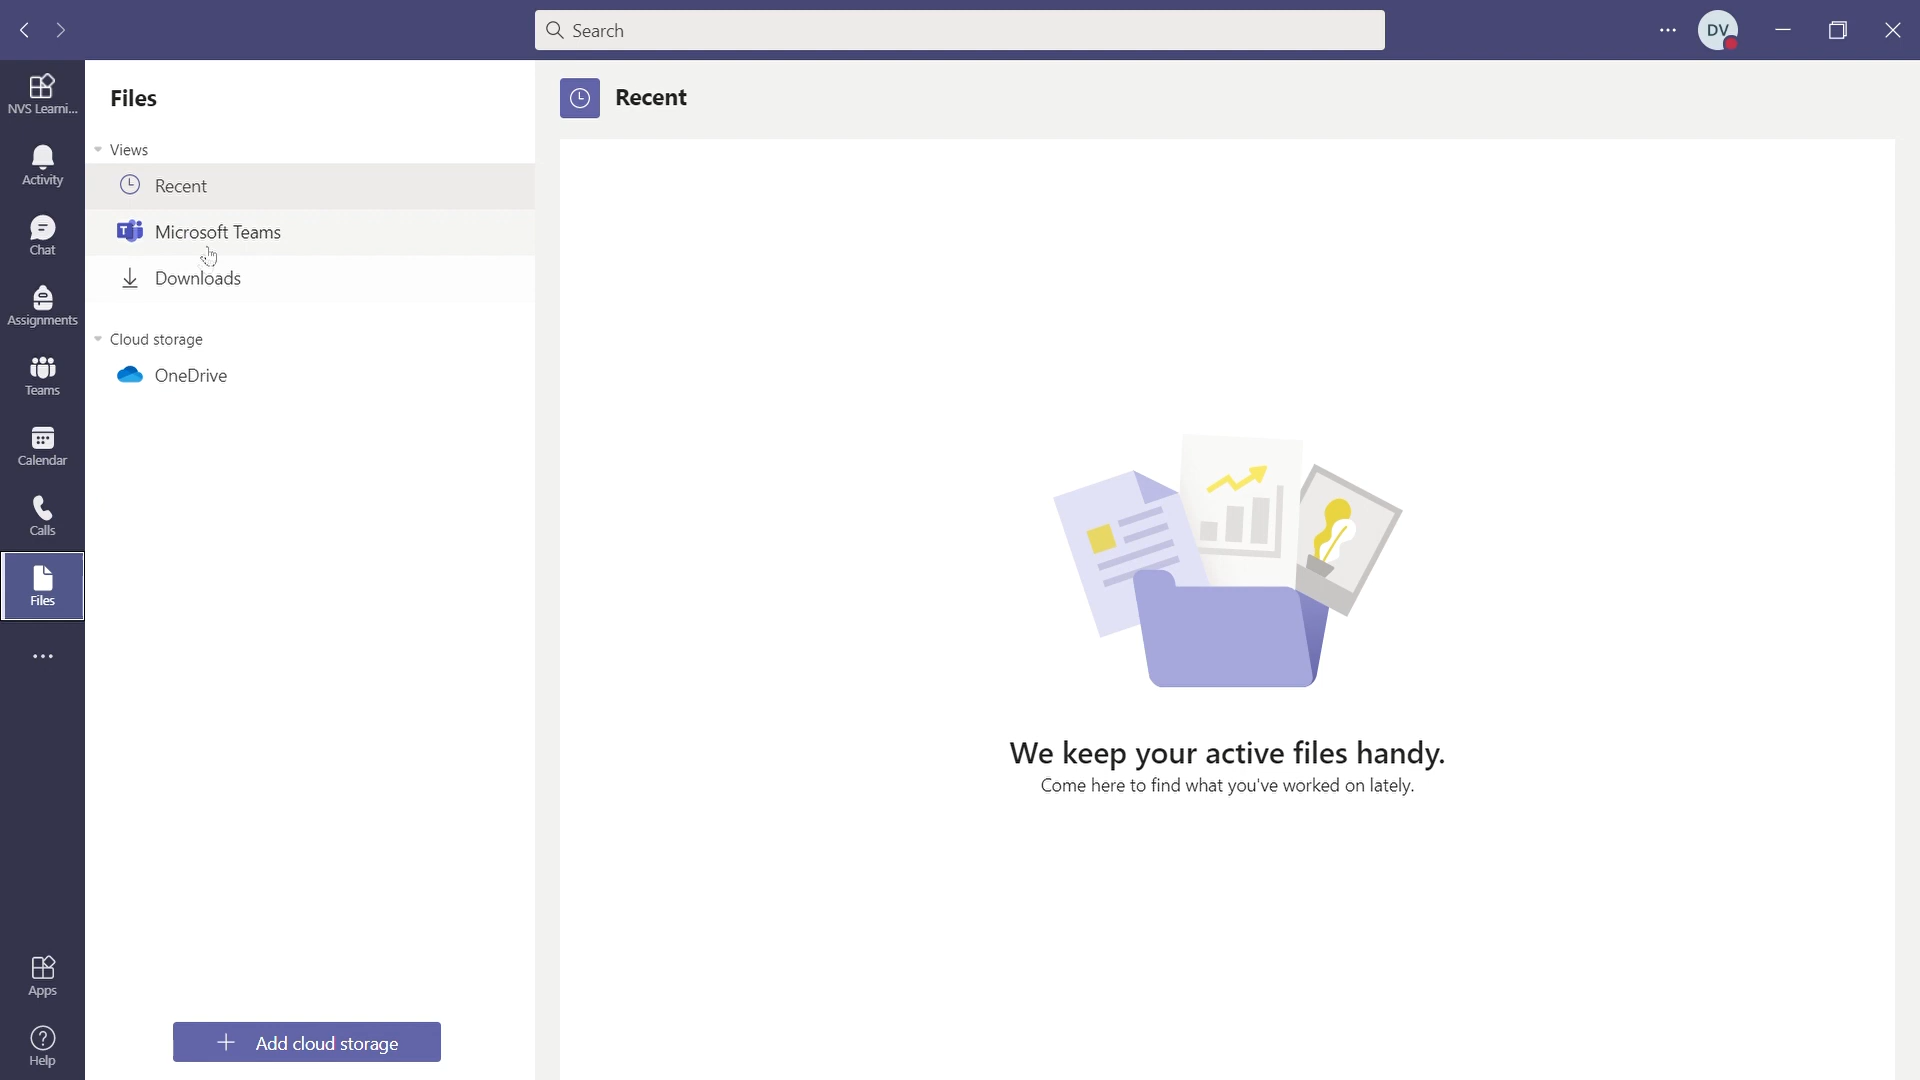 Search
DV
NVS Learni...
Activity
Chat
Assignments
Teams
Calendar
Calls
Files
Apps
Help
Files
Views
Recent
Microsoft Teams
Downloads
Cloud storage
OneDrive
Add cloud storage
Recent
We keep your active files handy.
Come here to find what you've worked on lately.